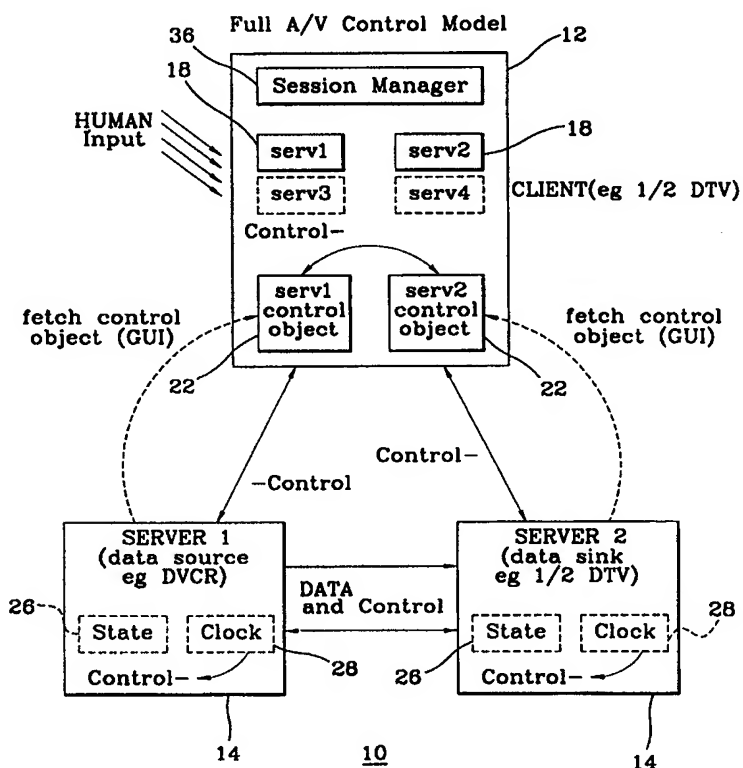 Full A/V Control Model
36
12
Session Manager
18
18
HUMAN
Input
serv1
serv2
serv3
serv4
CLIENT(eg 1/2 DTV)
Control-
serv1
control
object
serv2
control
object
fetch control
object (GUI)
fetch control
object (GUI)
22
22
-Control
Control-
SERVER 1
(data source
eg DVCR)
SERVER 2
(data sink
eg 1/2 DTV)
DATA
and Control
26
State
Clock
28
Control-
26
State
Clock
28
Control-
14
10
14